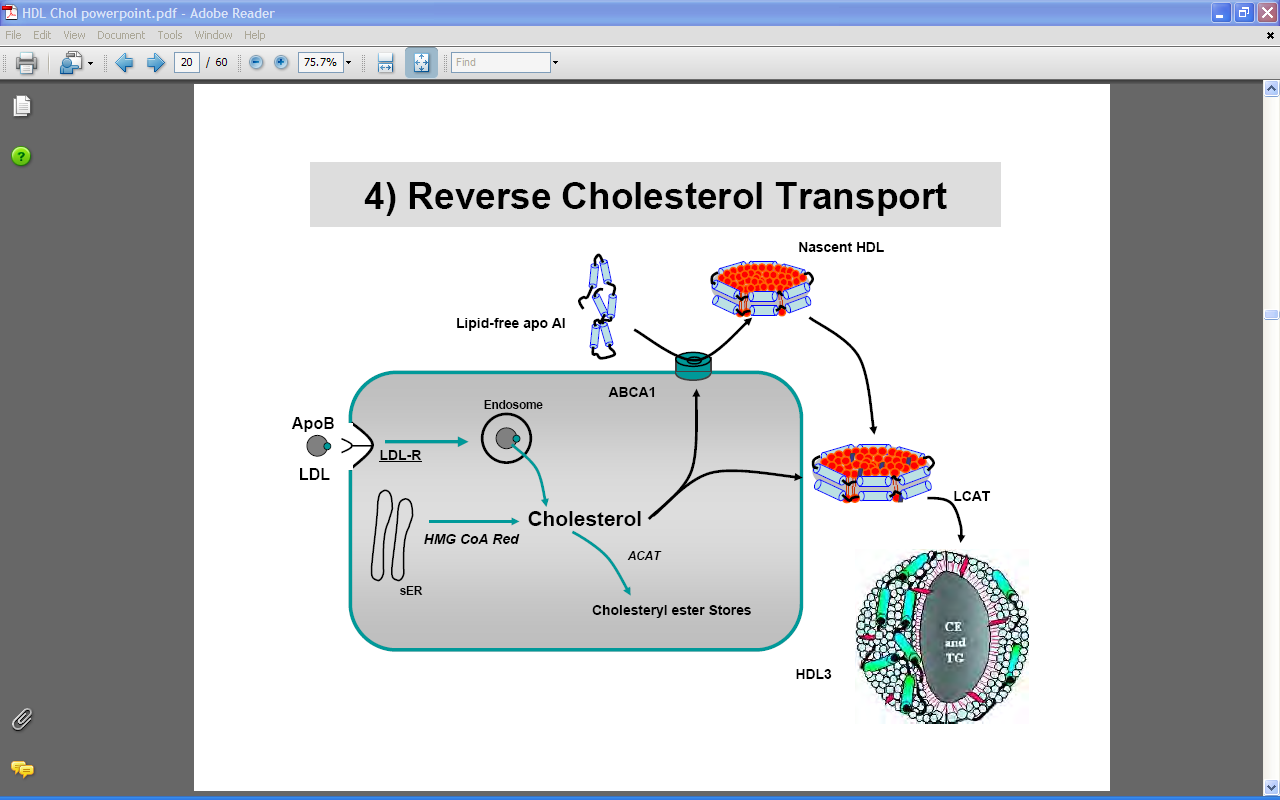 HDL Chol powerpoint.pdf - Adobe Reader
File Edit View Document Tools Window Help
20 / 60 75.7% Find
4) Reverse Cholesterol Transport
Nascent HDL
Lipid-free apo AI
ABCA1
Endosome
ApoB
LDL-R
LDL
LCAT
Cholesterol
HMG CoA Red
ACAT
sER
Cholesteryl ester Stores
CE
and
TG
HDL3